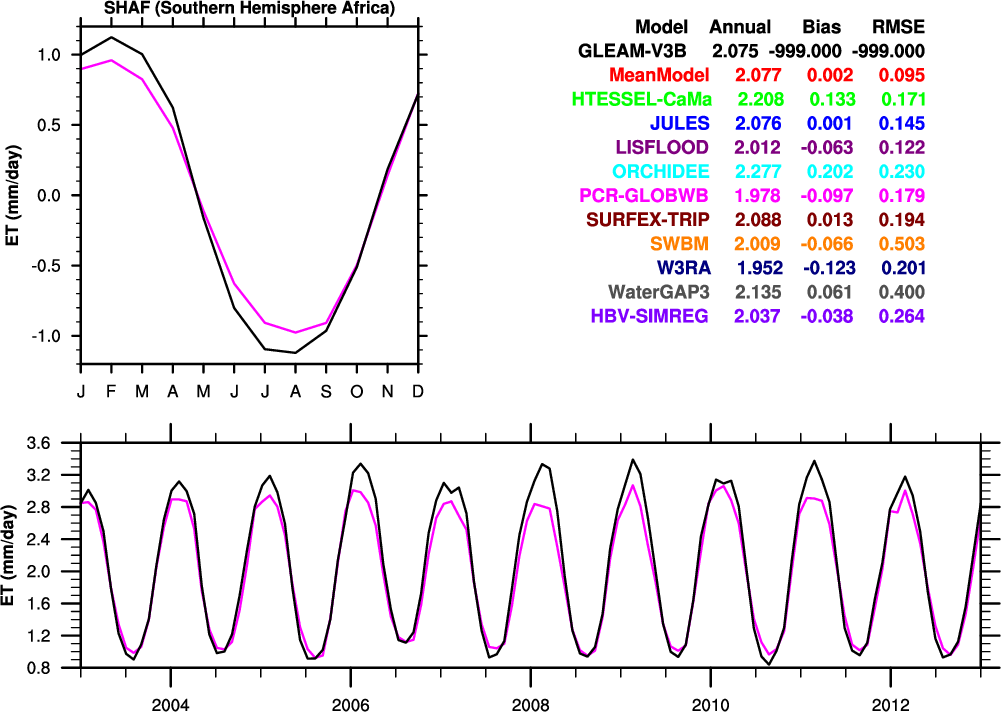 SHAF (Southern Hemisphere Africa)
1.0
0.5
0.0
-0.5
-1.0
ET (mm/day)
J F M A M J J A S O N D
Model Annual Bias RMSE
GLEAM-V3B 2.075 -999.000 -999.000
MeanModel 2.077 0.002 0.095
HTESSEL-CaMa 2.208 0.133 0.171
JULES 2.076 0.001 0.145
LISFLOOD 2.012 -0.063 0.122
ORCHIDEE 2.277 0.202 0.230
PCR-GLOBWB 1.978 -0.097 0.179
SURFEX-TRIP 2.088 0.013 0.194
SWBM 2.009 -0.066 0.503
W3RA 1.952 -0.123 0.201
WaterGAP3 2.135 0.061 0.400
HBV-SIMREG 2.037 -0.038 0.264
3.6
3.2
2.8
2.4
2.0
1.6
1.2
0.8
ET (mm/day)
2004 2006 2008 2010 2012